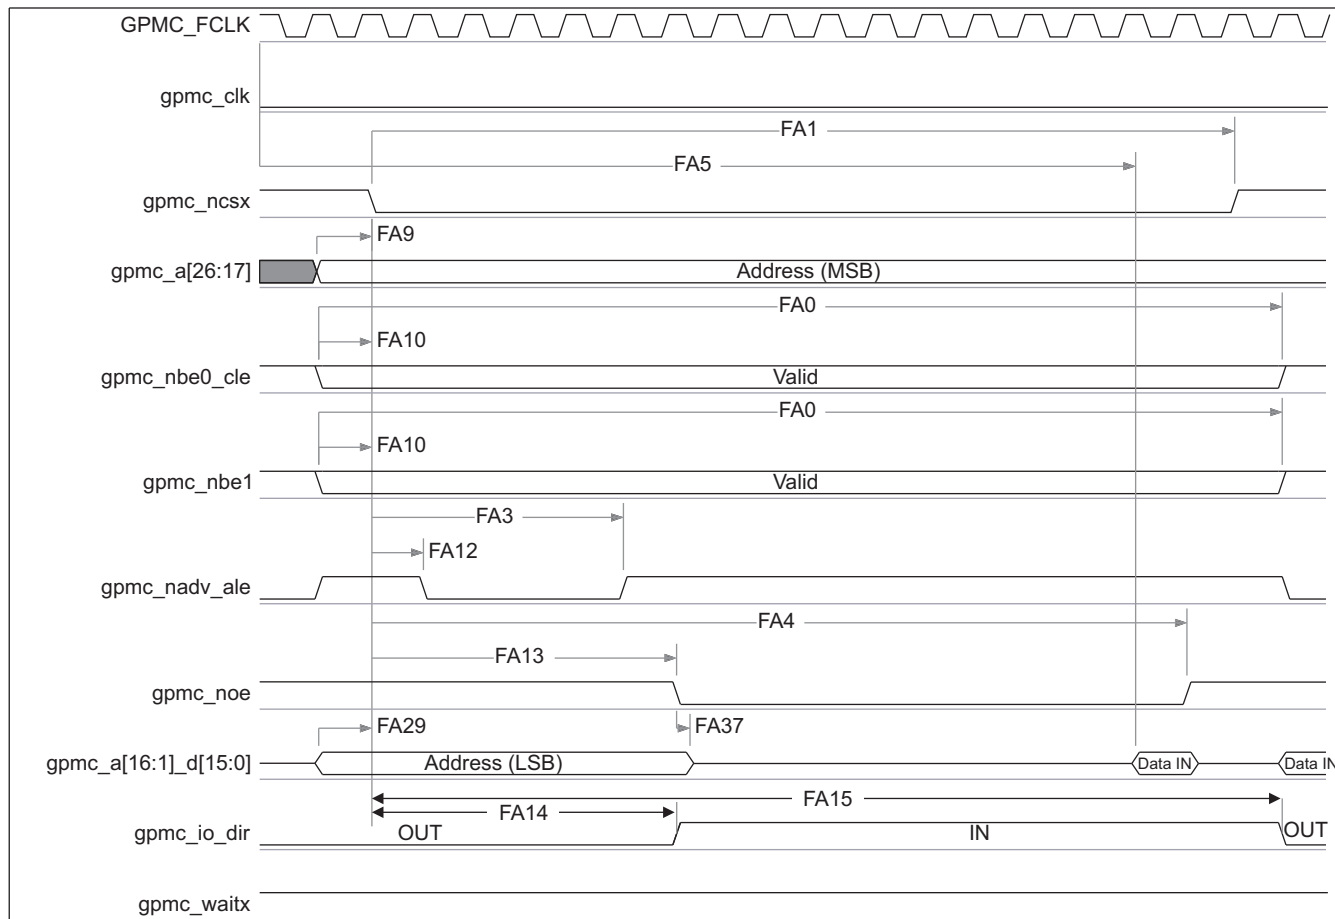 GPMC_FCLK
gpmc_clk
FA1
FA5
gpmc_ncsx
FA9
gpmc_a[26:17]
Address (MSB)
FA0
FA10
gpmc_nbe0_cle
Valid
FA0
FA10
gpmc_nbe1
Valid
FA3
FA12
gpmc_nadv_ale
FA4
FA13
gpmc_noe
FA29
FA37
gpmc_a[16:1]_d[15:0]
Address (LSB)
Data IN
Data IN
FA15
FA14
gpmc_io_dir
OUT
IN
OUT
gpmc_waitx